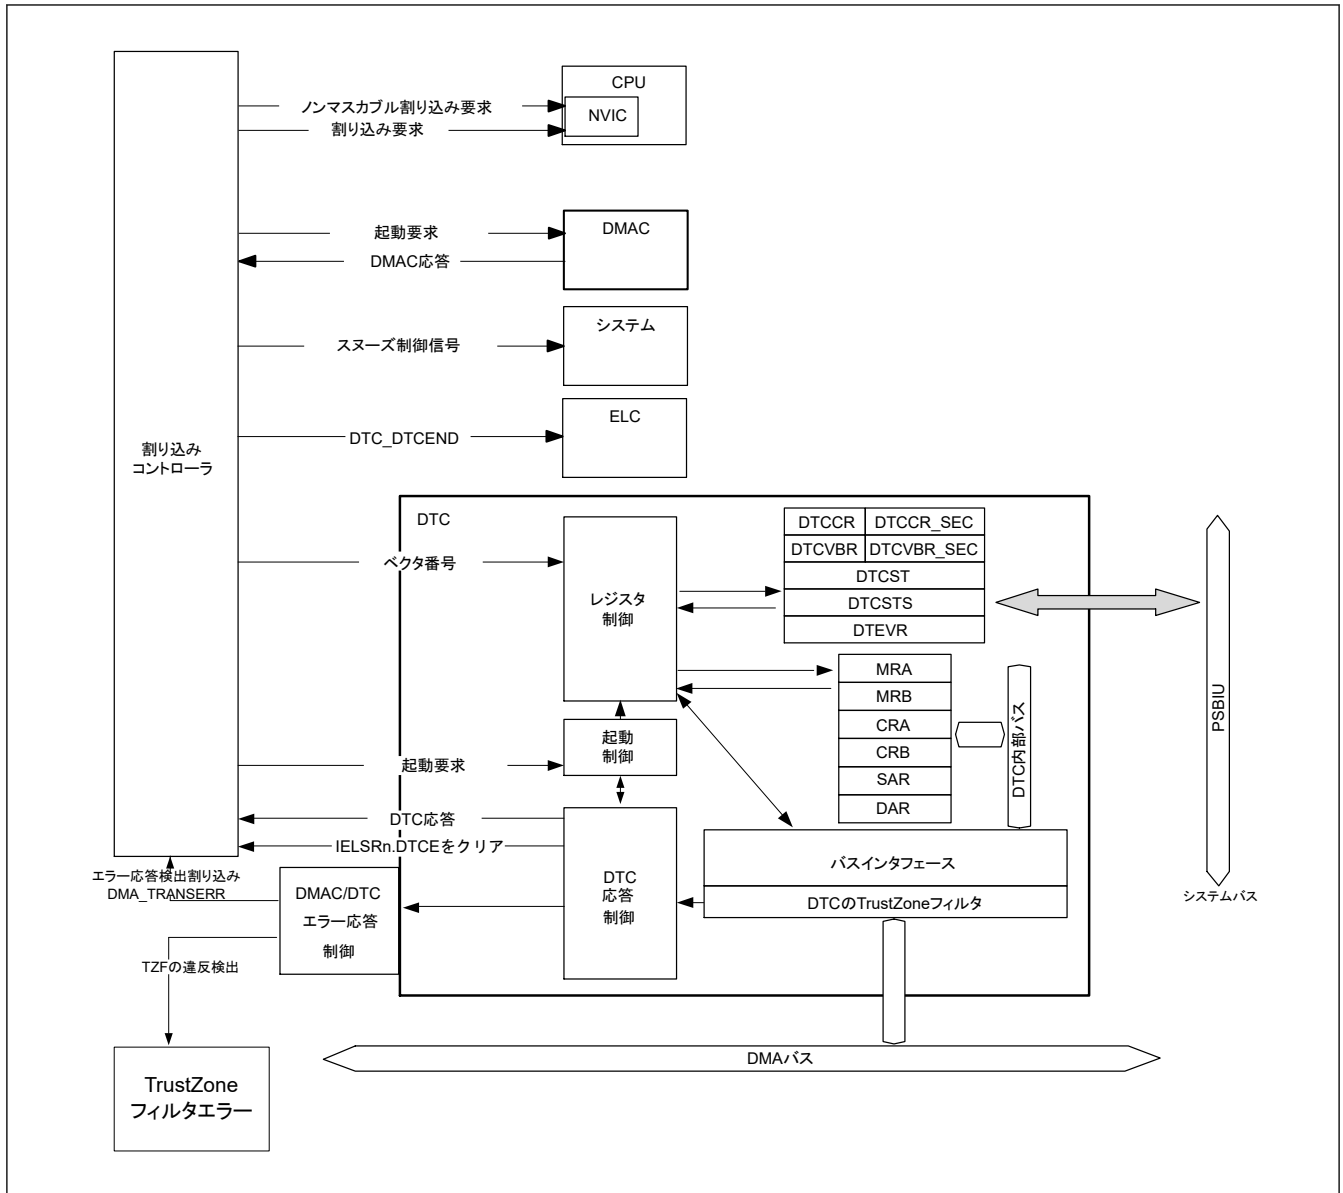 CPU
NVIC
ノンマスカブル割り込み要求
割り込み要求
起動要求
DMAC
DMAC応答
システム
スヌーズ制御信号
ELC
DTC_DTCEND
割り込み
コントローラ
DTC
ベクタ番号
レジスタ
制御
DTCCR
DTCCR_SEC
DTCVBR
DTCVBR_SEC
DTCST
DTCSTS
DTEVR
MRA
MRB
CRA
CRB
SAR
DAR
DTC内部バス
PSBIU
システムバス
起動
制御
起動要求
DTC応答
IELSRn.DTCEをクリア
DTC
応答
制御
バスインタフェース
DTCのTrustZoneフィルタ
エラー応答検出割り込み
DMA_TRANSERR
DMAC/DTC
エラー応答
制御
TZFの違反検出
TrustZone
フィルタエラー
DMAバス